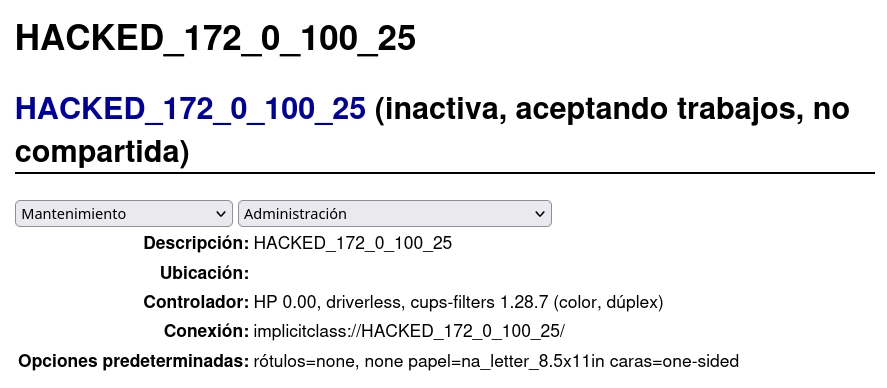 HACKED_172_0_100_25
HACKED_172_0_100_25 (inactiva, aceptando trabajos, no
compartida)
Mantenimiento Administración
Descripción: HACKED_172_0_100_25
Ubicación:
Controlador: HP 0.00, driverless, cups-filters 1.28.7 (color, dúplex)
Conexión: implicitclass://HACKED_172_0_100_25/
Opciones predeterminadas: rótulos=none, none papel=na_letter_8.5x11in caras=one-sided